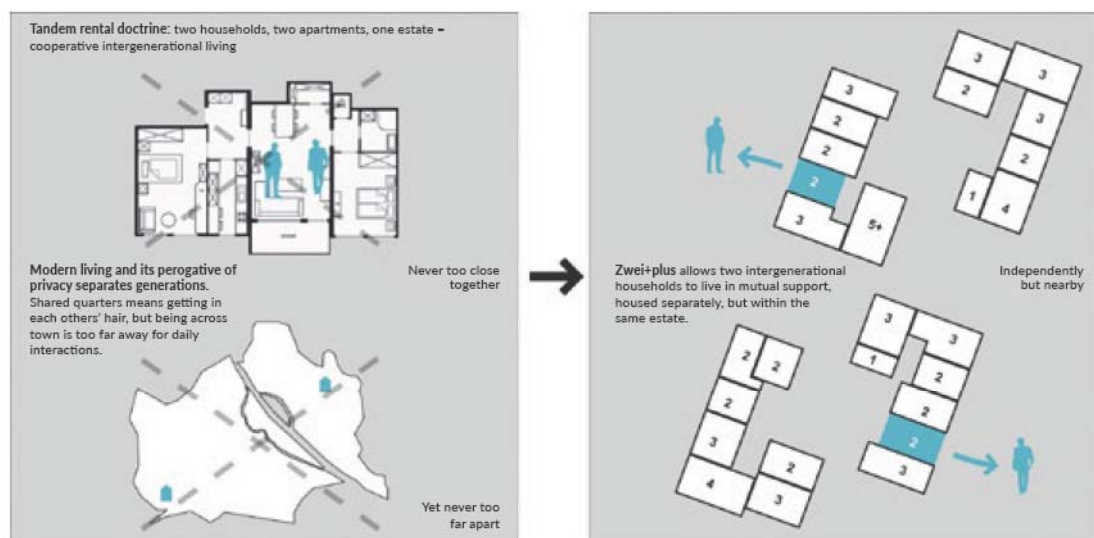 Tandem rental doctrine: two households, two apartments, one estate –
cooperative intergenerational living
Modern living and its perogative of
privacy separates generations.
Shared quarters means getting in
each others' hair, but being across
town is too far away for daily
interactions.
Never too close
together
Yet never too
far apart
3
2
2
2
3
5+
3
3
2
3
2
1
4
Zwei+plus allows two intergenerational
households to live in mutual support,
housed separately, but within the
same estate.
Independently
but nearby
2
2
2
3
4
2
3
3
3
1
2
2
2
3